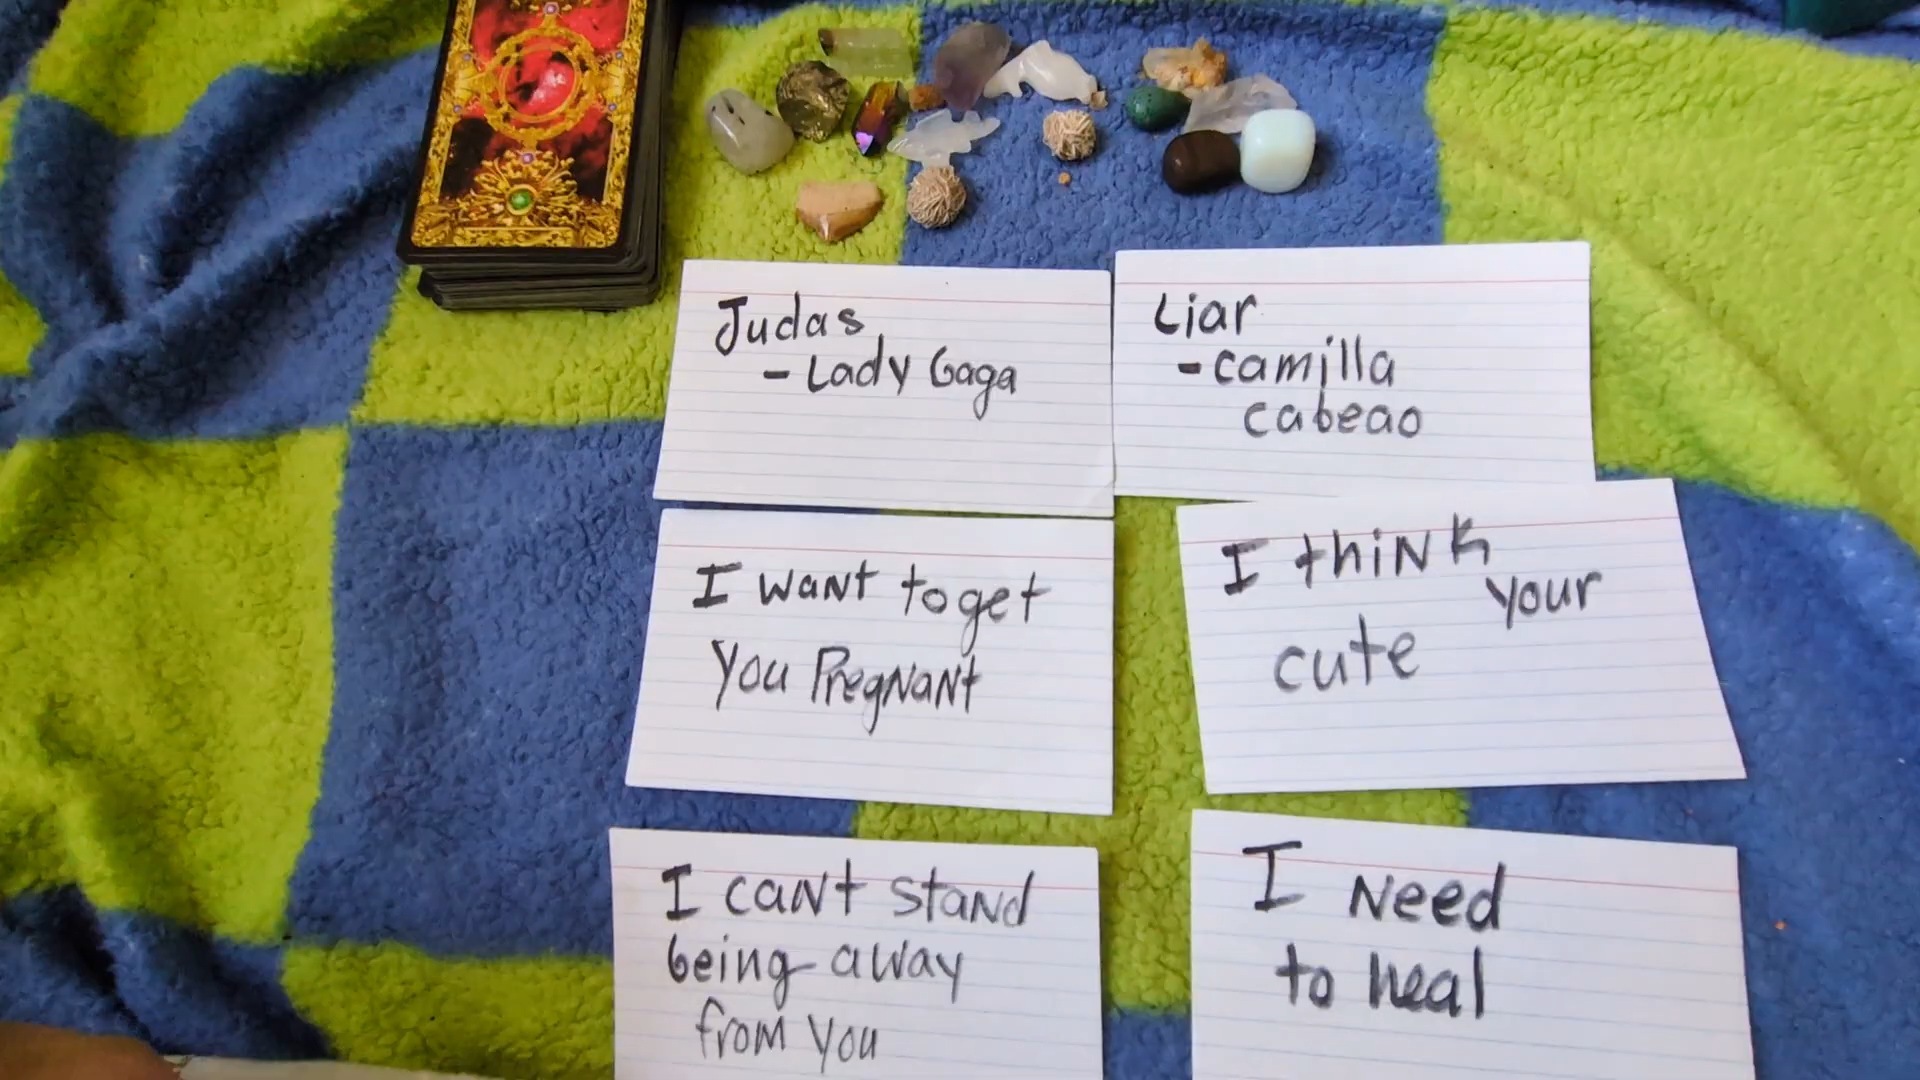 Judas
- Lady Gaga
Liar
- camilla
cabeao
I want to get
you Pregnant
I think
your
cute
I can't stand
being away
from you
I Need
to heal